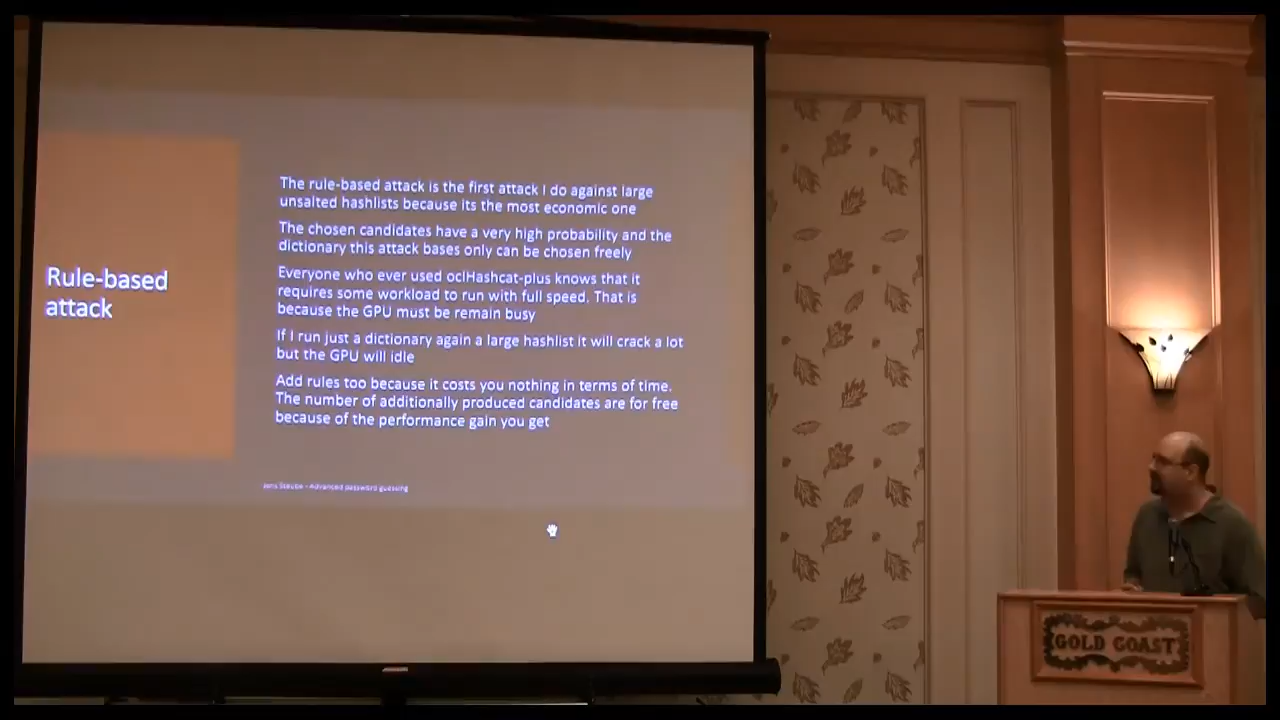 Rule-based
attack
The rule-based attack is the first attack I do against large
unsalted hashlists because its the most economic one
The chosen candidates have a very high probability and the
dictionary this attack bases only can be chosen freely
Everyone who ever used oclHashcat-plus knows that it
requires some workload to run with full speed. That is
because the GPU must be remain busy
If I run just a dictionary again a large hashlist it will crack a lot
but the GPU will idle
Add rules too because it costs you nothing in terms of time.
The number of additionally produced candidates are for free
because of the performance gain you get
Jens Steube - Advanced password guessing
GOLD COAST